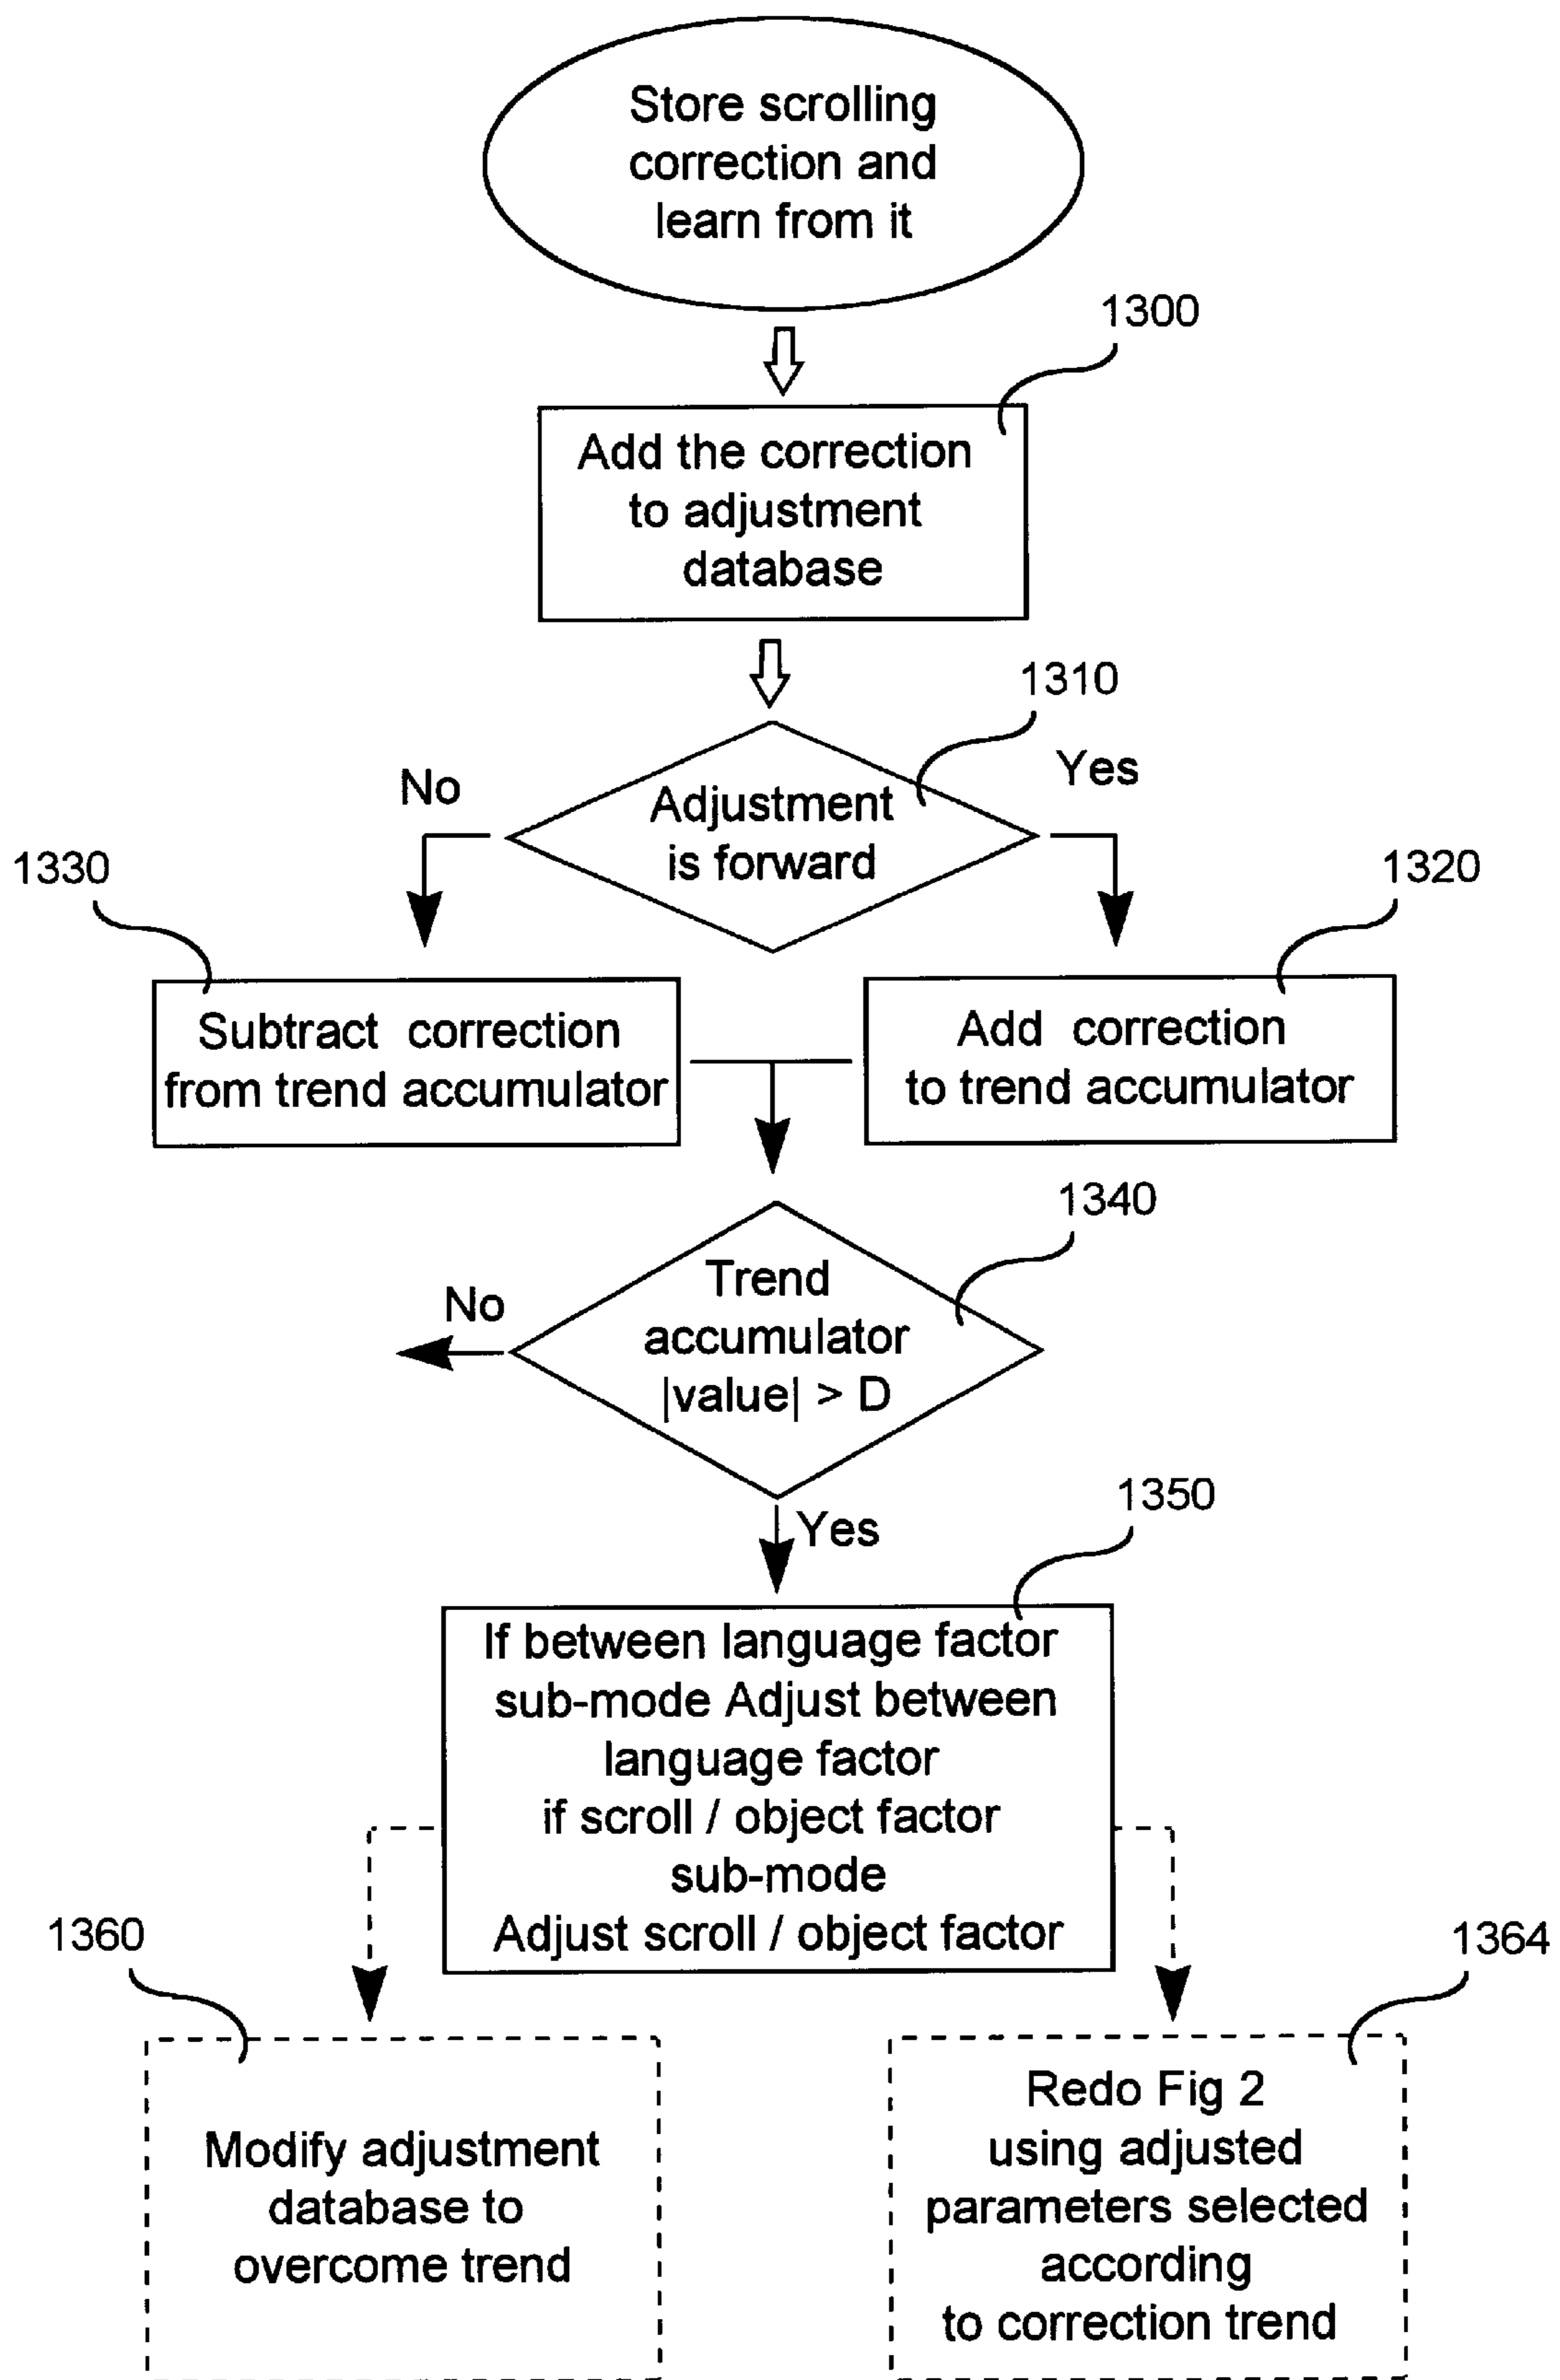 Store scrolling
correction and
learn from it
1300
Add the correction
to adjustment
database
1310
No
Yes
Adjustment
is forward
1330
1320
Subtract correction
from trend accumulator
Add correction
to trend accumulator
1340
No
Trend
accumulator
|value| > D
Yes
1350
If between language factor
sub-mode Adjust between
language factor
if scroll / object factor
sub-mode
Adjust scroll / object factor
1360
1364
Modify adjustment
database to
overcome trend
Redo Fig 2
using adjusted
parameters selected
according
to correction trend